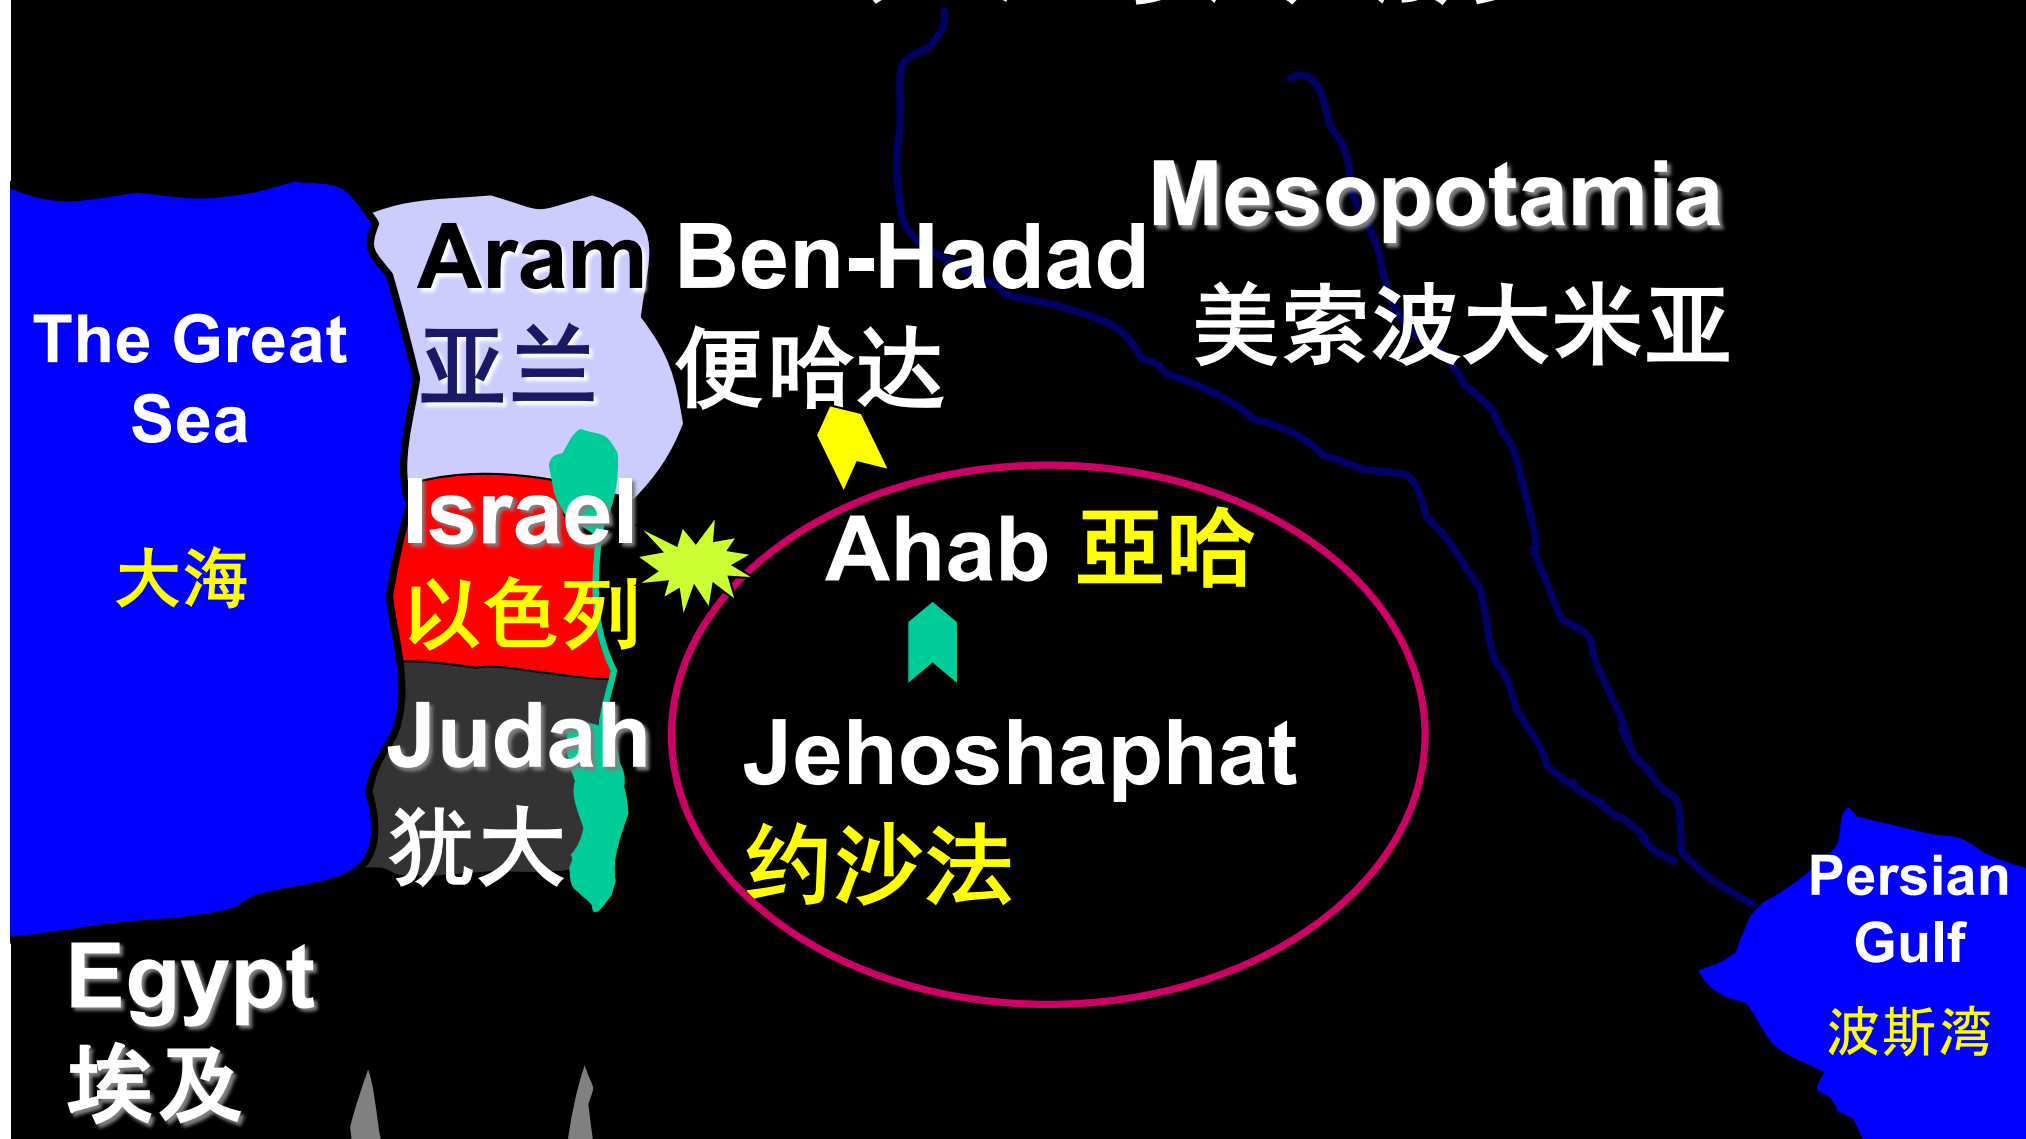 Mesopotamia
美索波大米亚
Aram
亚兰
Ben-Hadad
便哈达
The Great
Sea
大海
Israel
以色列
Ahab 亞哈
Judah
犹大
Jehoshaphat
约沙法
Persian
Gulf
波斯湾
Egypt
埃及